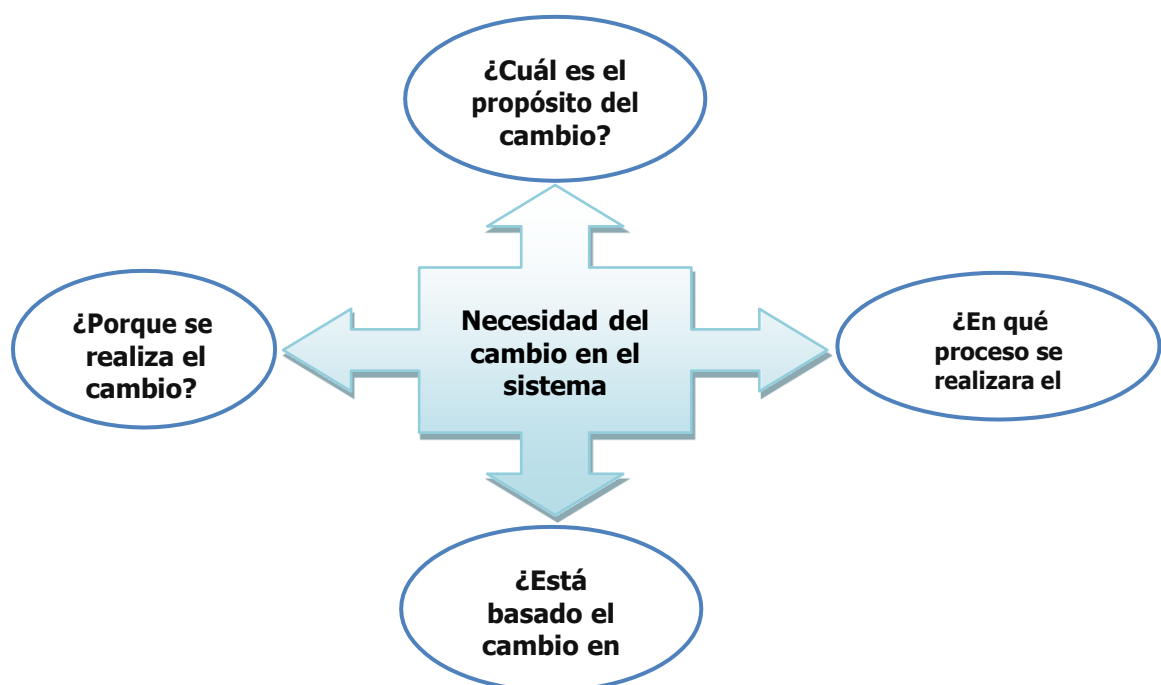 ¿Cuál es el
propósito del
cambio?
¿Porque se
realiza el
cambio?
Necesidad del
cambio en el
sistema
¿En qué
proceso se
realizara el
¿Está
basado el
cambio en